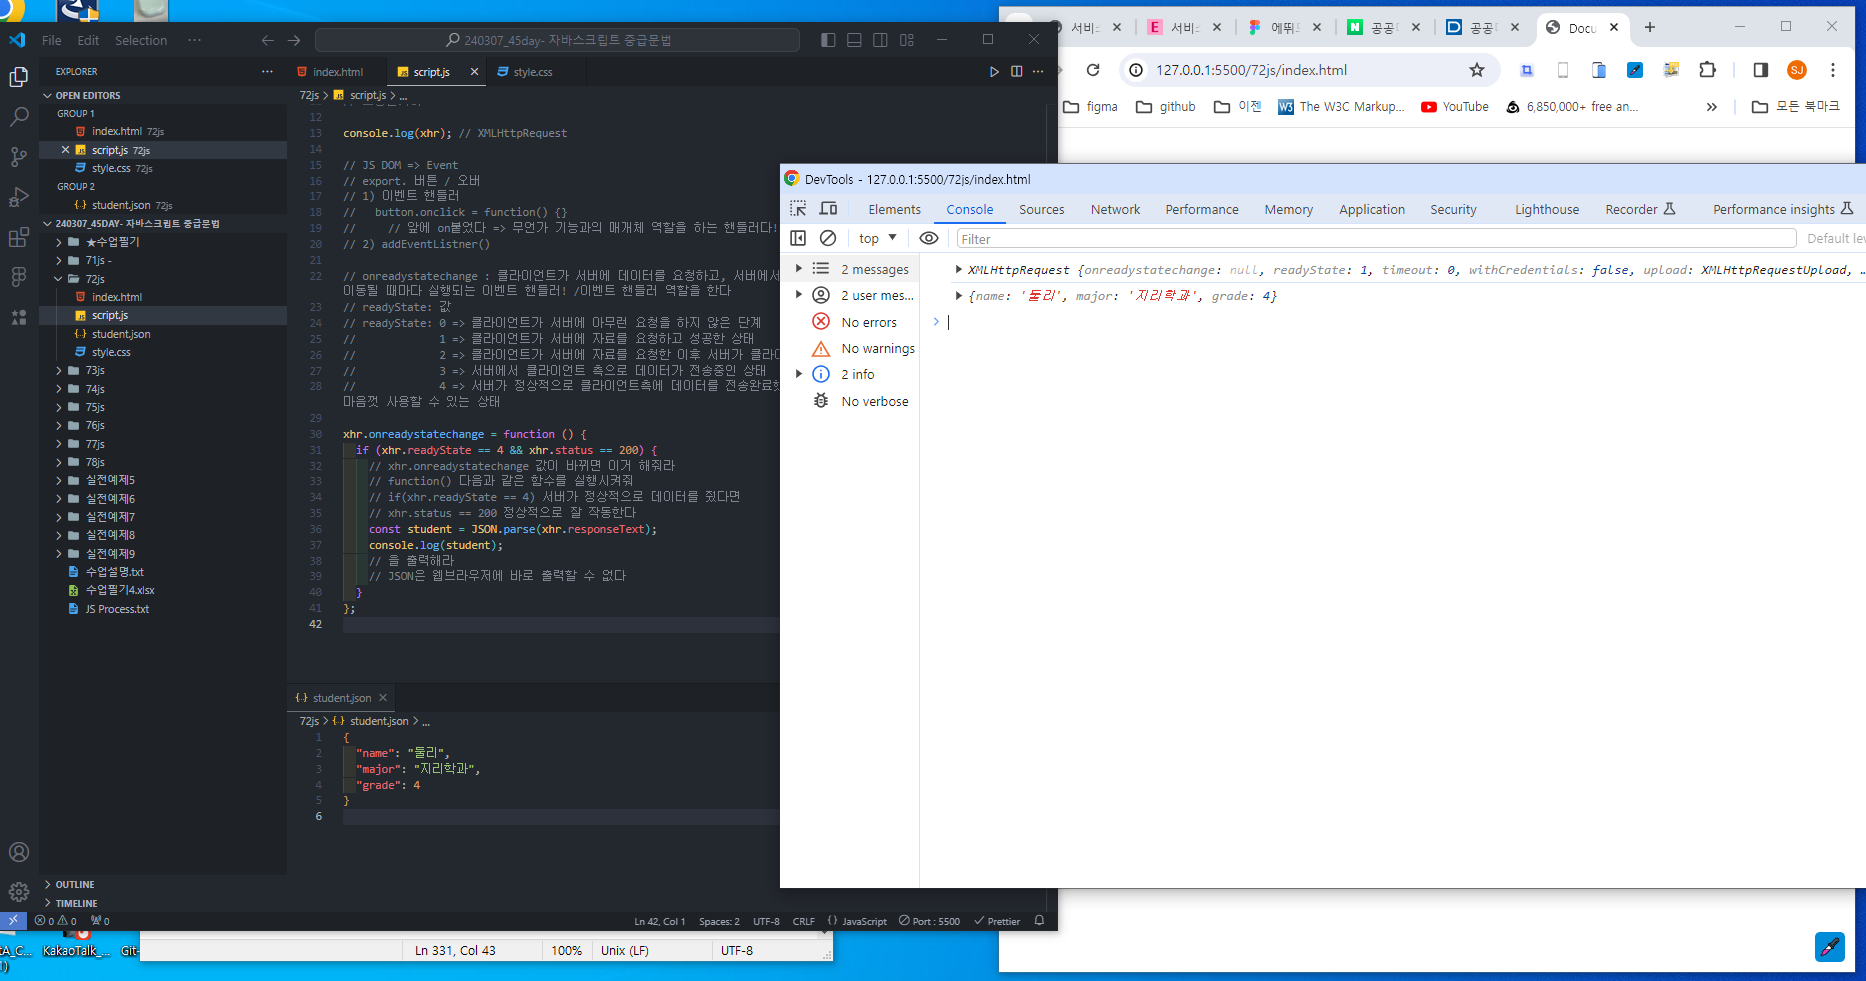 File Edit Selection ···
240307_45day- 자바스크립트 중급문법
EXPLORER
OPEN EDITORS
GROUP 1
index.html 72js
script.js 72js
style.css 72js
GROUP 2
student.json 72js
240307_45DAY- 자바스크립트 중급문법
★수업필기
71js -
72js
index.html
script.js
student.json
style.css
73js
74js
75js
76js
77js
78js
실전예제5
실전예제6
실전예제7
실전예제8
실전예제9
수업설명.txt
수업필기4.xlsx
JS Process.txt
OUTLINE
TIMELINE
index.html script.js style.css
72js > script.js > ...
12
13 console.log(xhr); // XMLHttpRequest
14
15 // JS DOM => Event
16 // export. 버튼 / 오버
17 // 1) 이벤트 핸들러
18 //   button.onclick = function() {}
19 //     // 앞에 on붙었다 => 무언가 기능과의 매개체 역할을 하는 핸들러다!
20 // 2) addEventListner()
21
22 // onreadystatechange : 클라이언트가 서버에 데이터를 요청하고, 서버에서
이동될 때마다 실행되는 이벤트 핸들러! /이벤트 핸들러 역할을 한다
23 // readyState: 값
24 // readyState: 0 => 클라이언트가 서버에 아무런 요청을 하지 않은 단계
25 //             1 => 클라이언트가 서버에 자료를 요청하고 성공한 상태
26 //             2 => 클라이언트가 서버에 자료를 요청한 이후 서버가 클라이
27 //             3 => 서버에서 클라이언트 측으로 데이터가 전송중인 상태
28 //             4 => 서버가 정상적으로 클라이언트측에 데이터를 전송완료했
마음껏 사용할 수 있는 상태
29
30 xhr.onreadystatechange = function () {
31   if (xhr.readyState == 4 && xhr.status == 200) {
32     // xhr.onreadystatechange 값이 바뀌면 이거 해줘라
33     // function() 다음과 같은 함수를 실행시켜줘
34     // if(xhr.readyState == 4) 서버가 정상적으로 데이터를 줬다면
35     // xhr.status == 200 정상적으로 잘 작동한다
36     const student = JSON.parse(xhr.responseText);
37     console.log(student);
38     // 을 출력해라
39     // JSON은 웹브라우저에 바로 출력할 수 없다
40   }
41 };
42
student.json
72js > student.json > ...
1 {
2   "name": "둘리",
3   "major": "지리학과",
4   "grade": 4
5 }
6
0 0 0
Ln 42, Col 1 Spaces: 2 UTF-8 CRLF JavaScript Port : 5500 Prettier
KakaoTalk_... Git-
Ln 331, Col 43 100% Unix (LF) UTF-8
서비스 서비스 에뛰드 공공 공공 Docu
127.0.0.1:5500/72js/index.html
SJ
figma github 이젠 The W3C Markup... YouTube 6,850,000+ free an... » 모든 북마크
DevTools - 127.0.0.1:5500/72js/index.html
Elements Console Sources Network Performance Memory Application Security Lighthouse Recorder Performance insights
top Filter Default lev
2 messages
2 user mes...
No errors
No warnings
2 info
No verbose
XMLHttpRequest {onreadystatechange: null, readyState: 1, timeout: 0, withCredentials: false, upload: XMLHttpRequestUpload, …
{name: '둘리', major: '지리학과', grade: 4}